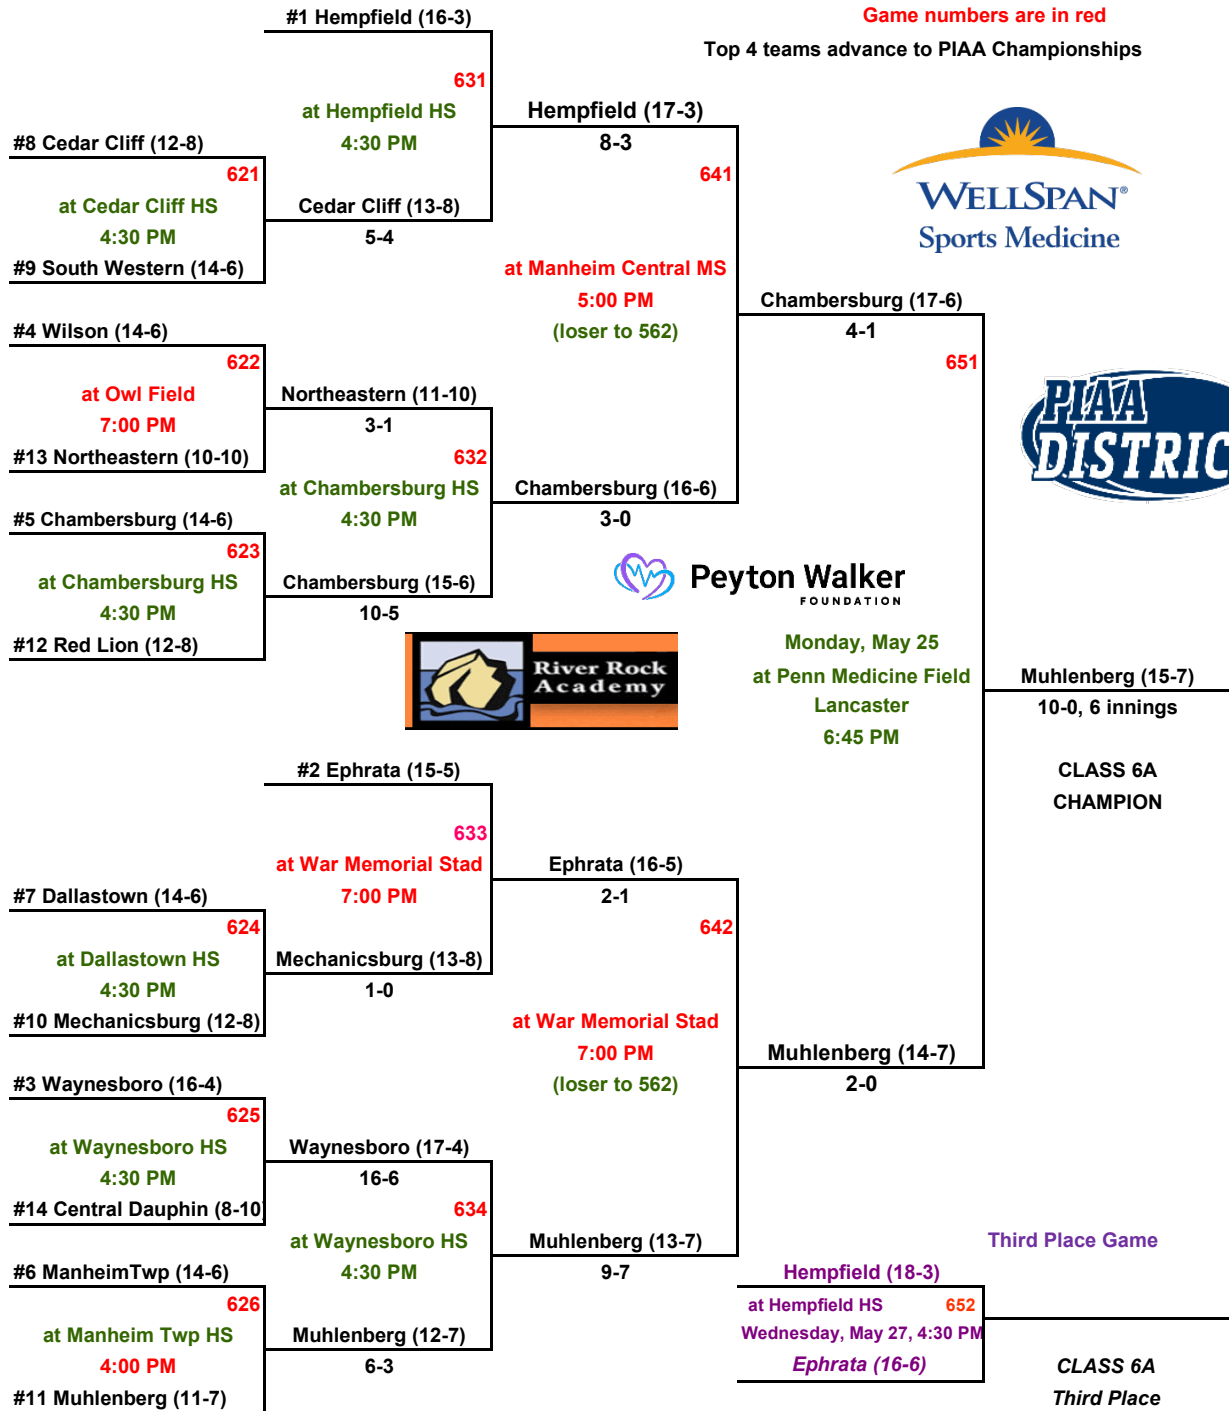 #1 Hempfield (16-3)
Game numbers are in red
Top 4 teams advance to PIAA Championships
631
at Hempfield HS
4:30 PM
Hempfield (17-3)
8-3
#8 Cedar Cliff (12-8)
621
at Cedar Cliff HS
4:30 PM
#9 South Western (14-6)
Cedar Cliff (13-8)
5-4
641
at Manheim Central MS
5:00 PM
(loser to 562)
WELLSPAN®
Sports Medicine
Chambersburg (17-6)
4-1
651
#4 Wilson (14-6)
622
at Owl Field
7:00 PM
#13 Northeastern (10-10)
Northeastern (11-10)
3-1
632
at Chambersburg HS
4:30 PM
Chambersburg (16-6)
3-0
PIAA
DISTRIC
#5 Chambersburg (14-6)
623
at Chambersburg HS
4:30 PM
#12 Red Lion (12-8)
Chambersburg (15-6)
10-5
Peyton Walker
FOUNDATION
River Rock
Academy
Monday, May 25
at Penn Medicine Field
Lancaster
6:45 PM
Muhlenberg (15-7)
10-0, 6 innings
CLASS 6A
CHAMPION
#2 Ephrata (15-5)
633
at War Memorial Stad
7:00 PM
Ephrata (16-5)
2-1
#7 Dallastown (14-6)
624
at Dallastown HS
4:30 PM
#10 Mechanicsburg (12-8)
Mechanicsburg (13-8)
1-0
642
at War Memorial Stad
7:00 PM
(loser to 562)
Muhlenberg (14-7)
2-0
#3 Waynesboro (16-4)
625
at Waynesboro HS
4:30 PM
#14 Central Dauphin (8-10)
Waynesboro (17-4)
16-6
634
at Waynesboro HS
4:30 PM
Muhlenberg (13-7)
9-7
#6 ManheimTwp (14-6)
626
at Manheim Twp HS
4:00 PM
#11 Muhlenberg (11-7)
Muhlenberg (12-7)
6-3
Third Place Game
Hempfield (18-3)
at Hempfield HS 652
Wednesday, May 27, 4:30 PM
Ephrata (16-6)
CLASS 6A
Third Place